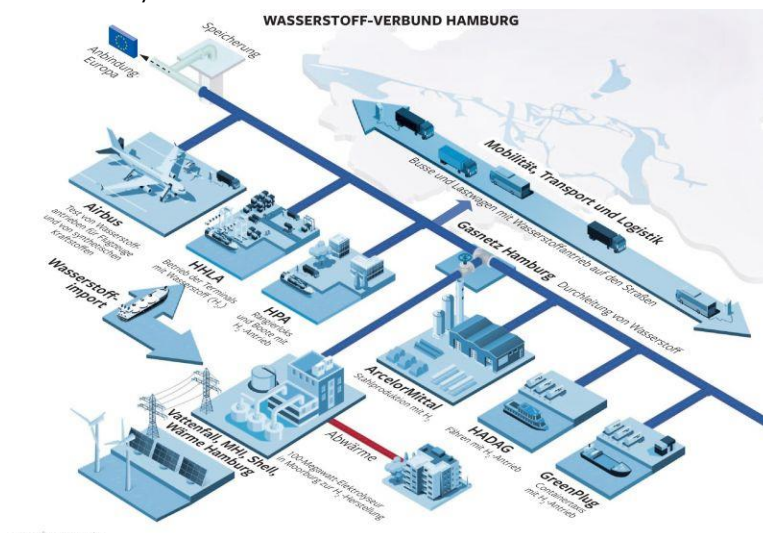 WASSERSTOFF-VERBUND HAMBURG
Speicherung
Anbindung
Europa
Mobilität, Transport und Logistik
Busse und Lastwagen mit Wasserstoffantrieb auf den Straßen
Airbus
Test von Wasserstoff-
antrieben für Flugzeuge
und von synthetischen
Kraftstoffen
HHLA
Betrieb der Terminals
mit Wasserstoff (H₂)
HPA
Rangierloks
und Boote mit
H₂-Antrieb
Gasnetz Hamburg
Durchleitung von Wasserstoff
Wasserstoff-
import
ArcelorMittal
Stahlproduktion mit H₂
HADAG
Fähren mit H₂-Antrieb
GreenPlug
Containertaxis
mit H₂-Antrieb
Vattenfall, MHI, Shell,
Wärme Hamburg
100-Megawatt-Elektrolyseur
in Moorburg zur H₂-Herstellung
Abwärme